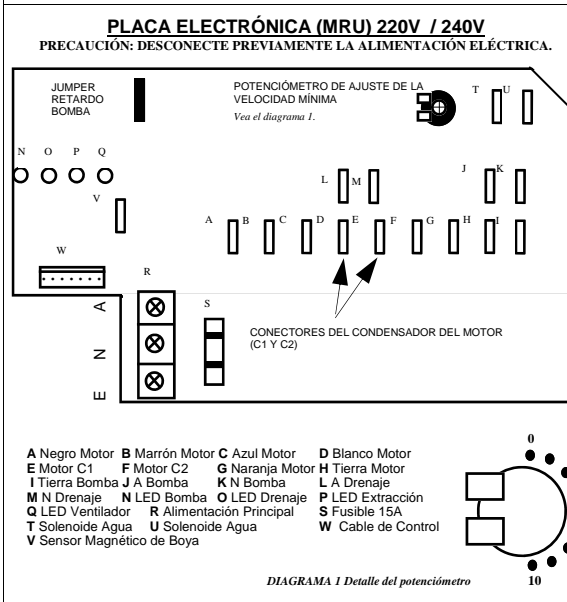 PLACA ELECTRÓNICA (MRU) 220V / 240V
PRECAUCIÓN: DESCONECTE PREVIAMENTE LA ALIMENTACIÓN ELÉCTRICA.
JUMPER
RETARDO
BOMBA
POTENCIÓMETRO DE AJUSTE DE LA
VELOCIDAD MÍNIMA
Vea el diagrama 1.
T U
N O P Q
L M J K
V
A B C D E F G H I
W
R
S
A
N
E
CONECTORES DEL CONDENSADOR DEL MOTOR
(C1 Y C2)
A Negro Motor B Marrón Motor C Azul Motor D Blanco Motor
E Motor C1 F Motor C2 G Naranja Motor H Tierra Motor
I Tierra Bomba J A Bomba K N Bomba L A Drenaje
M N Drenaje N LED Bomba O LED Drenaje P LED Extracción
Q LED Ventilador R Alimentación Principal S Fusible 15A
T Solenoide Agua U Solenoide Agua W Cable de Control
V Sensor Magnético de Boya
0
10
DIAGRAMA 1 Detalle del potenciómetro